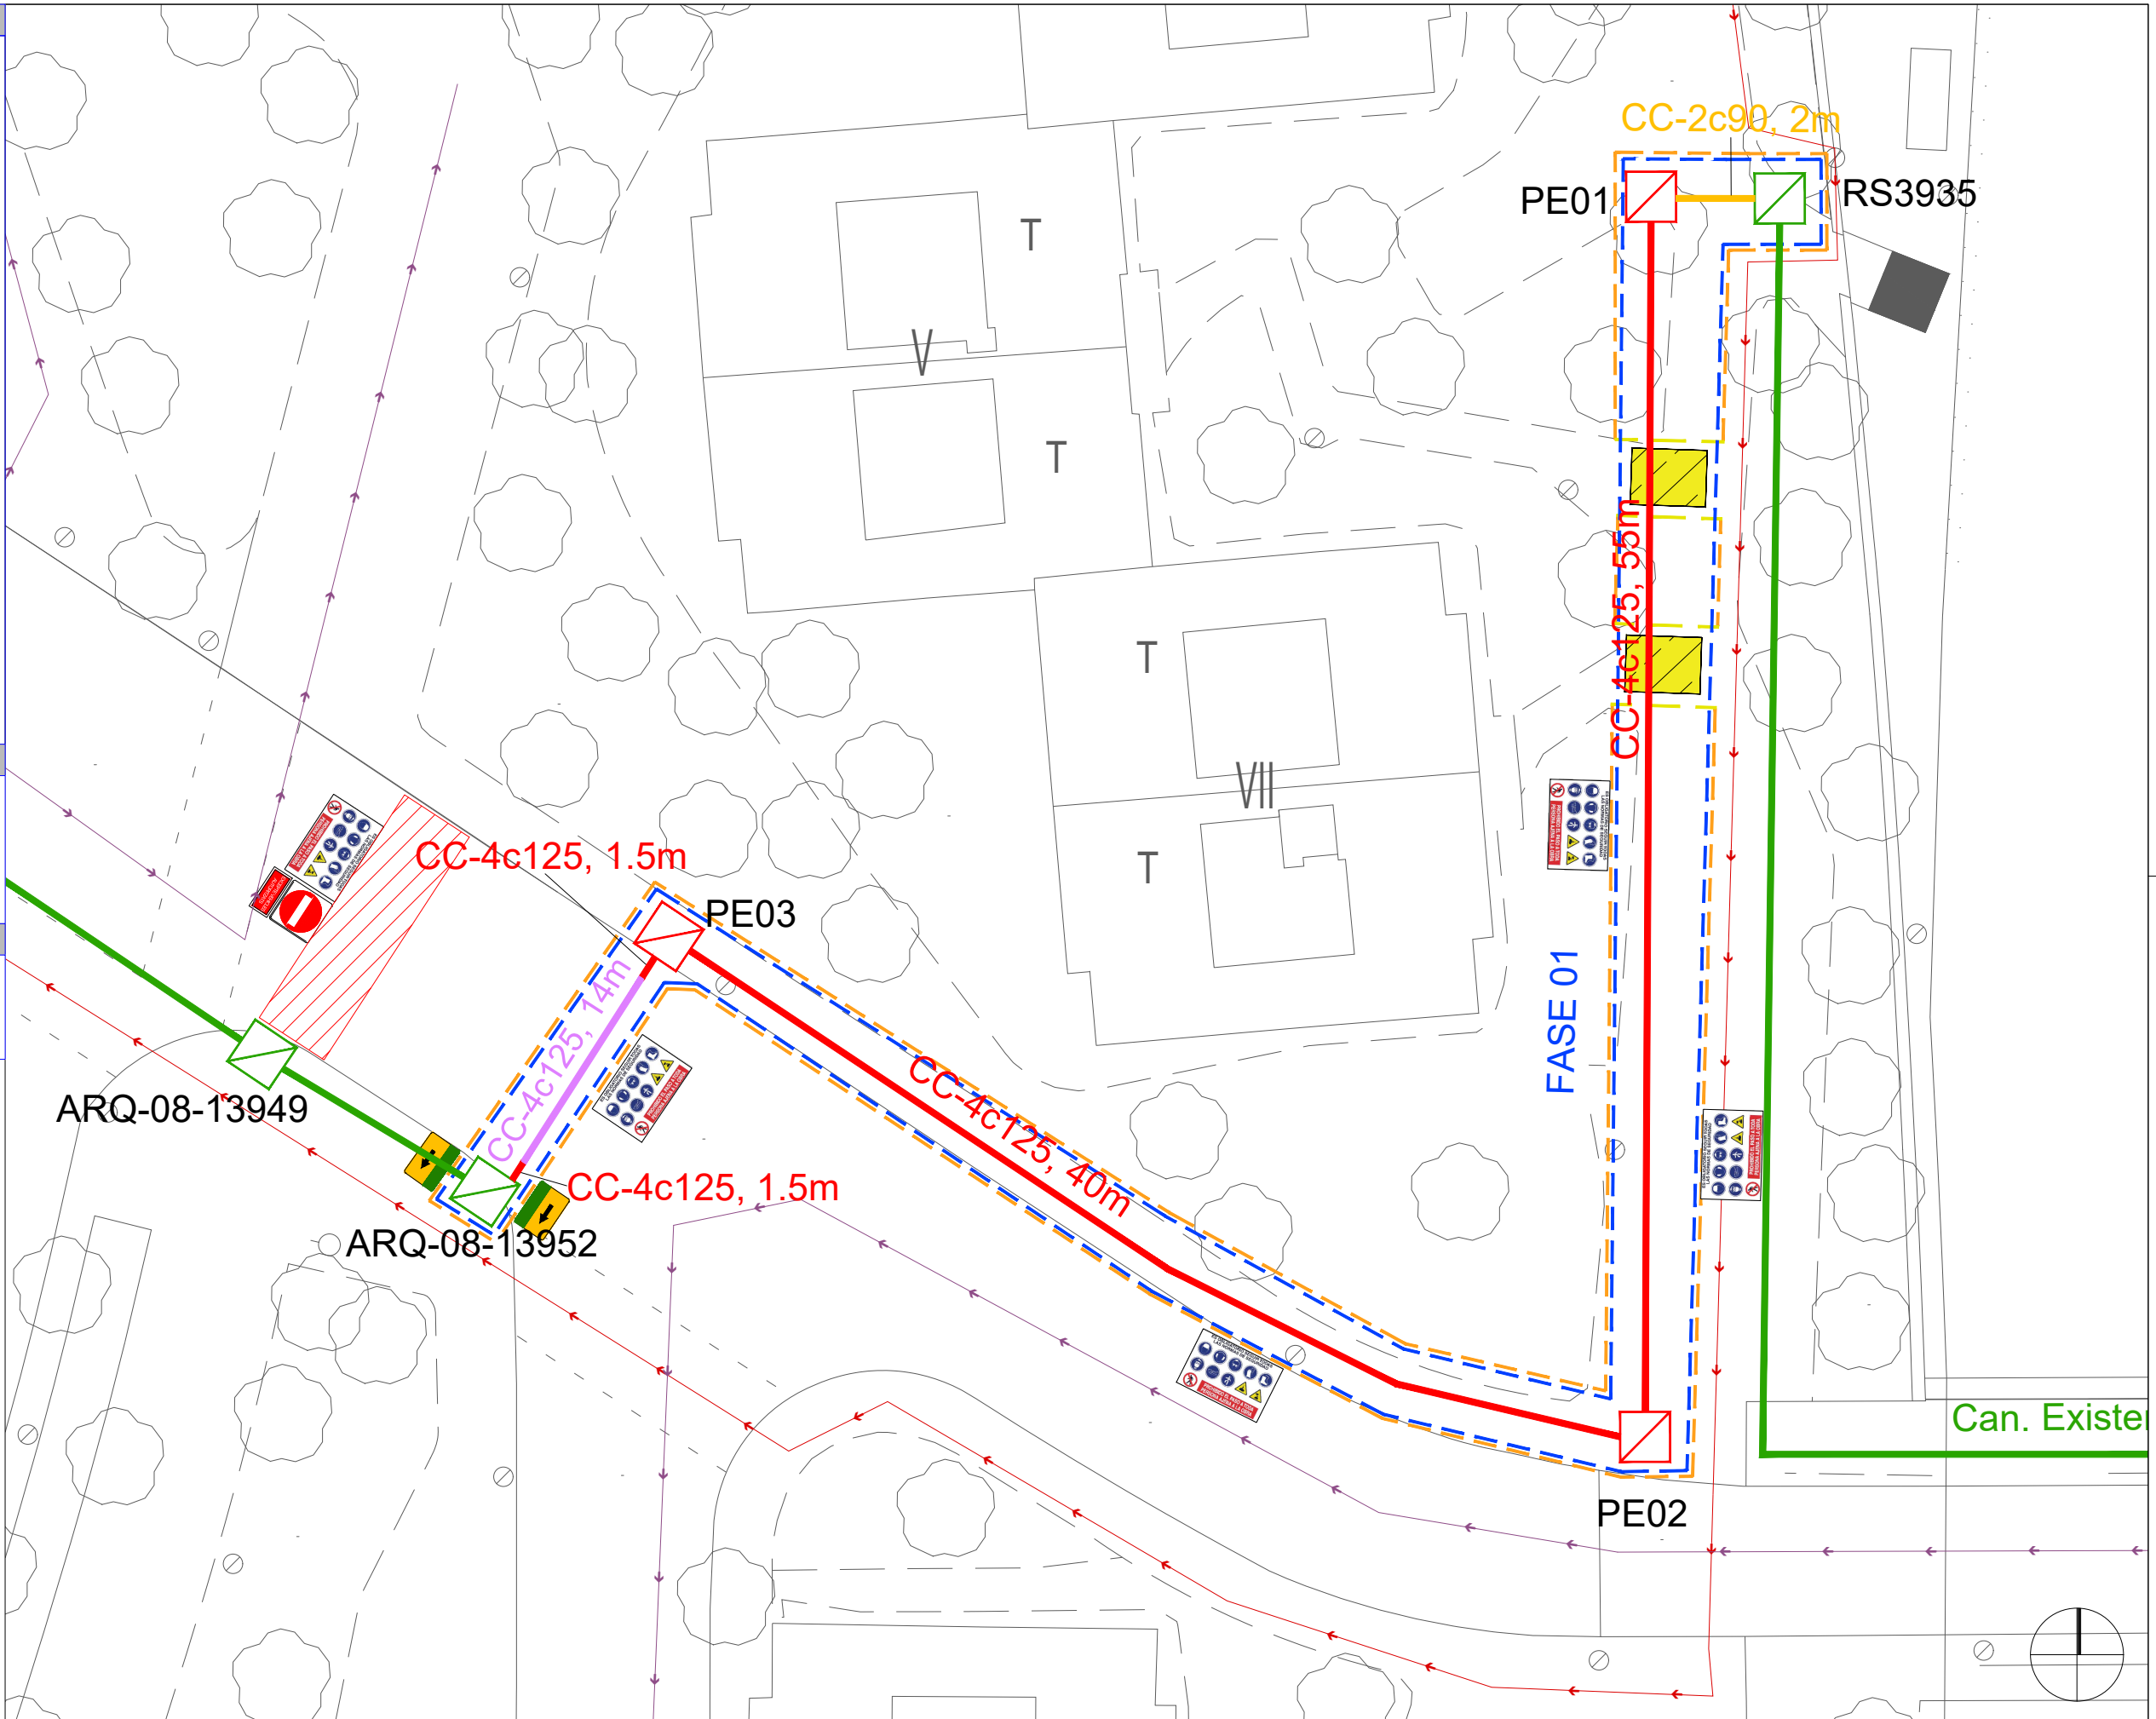 CC-2c90, 2m
PE01
RS3935
T
V
T
CC-4c125, 55m
T
VII
T
CC-4c125, 1.5m
PE03
CC-4c125, 14m
FASE 01
CC-4c125, 40m
ARQ-08-13949
CC-4c125, 1.5m
ARQ-08-13952
Can. Exister
PE02